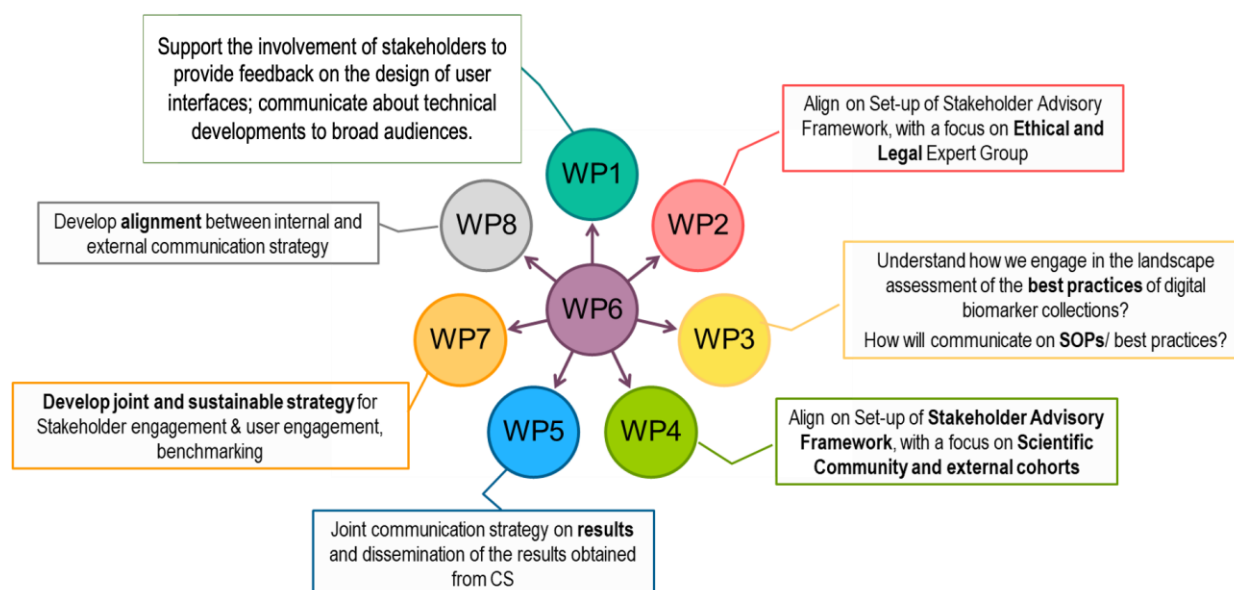 Support the involvement of stakeholders to
provide feedback on the design of user
interfaces; communicate about technical
developments to broad audiences.
WP1
Align on Set-up of Stakeholder Advisory
Framework, with a focus on Ethical and
Legal Expert Group
WP2
Develop alignment between internal and
external communication strategy
WP8
WP6
Understand how we engage in the landscape
assessment of the best practices of digital
biomarker collections?
How will communicate on SOPs/ best practices?
WP3
WP7
Develop joint and sustainable strategy for
Stakeholder engagement & user engagement,
benchmarking
WP5
WP4
Align on Set-up of Stakeholder Advisory
Framework, with a focus on Scientific
Community and external cohorts
Joint communication strategy on results
and dissemination of the results obtained
from CS